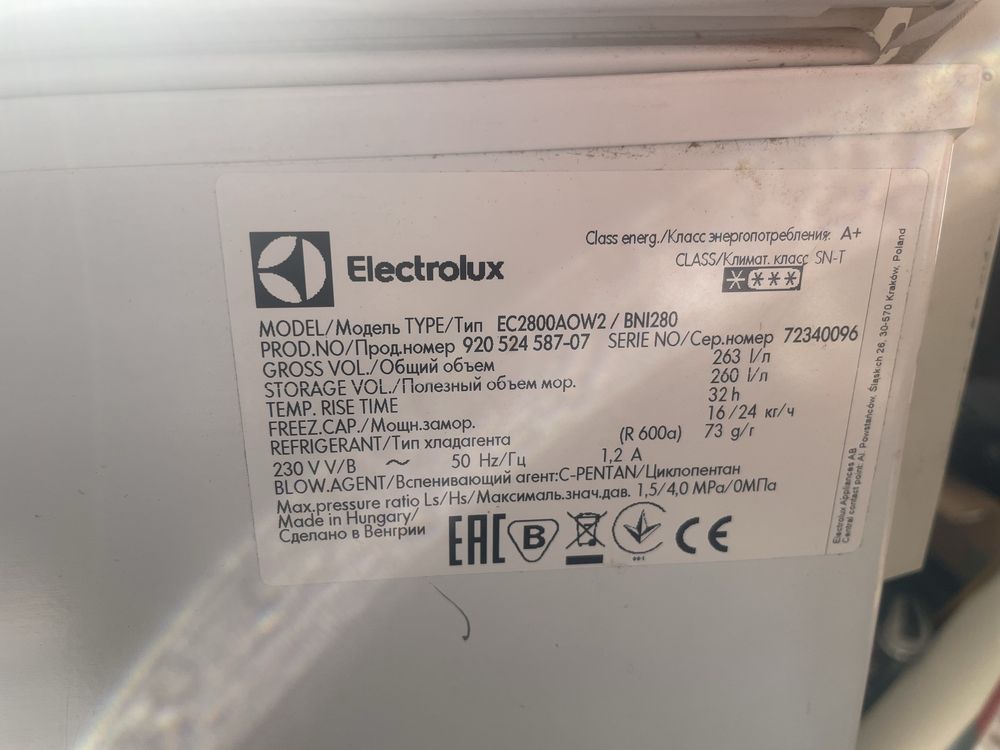 Electrolux
Class energ./Класс энергопотребления: A+
CLASS/Климат. класс SN-T
MODEL/Модель TYPE/Тип EC2800AOW2 / BNI280
PROD.NO/Прод.номер 920 524 587-07 SERIE NO/Сер.номер 72340096
GROSS VOL./Общий объем 263 l/л
STORAGE VOL./Полезный объем мор. 260 l/л
TEMP. RISE TIME 32 h
FREEZ.CAP./Мощн.замор. 16/24 кг/ч
REFRIGERANT/Тип хладагента (R 600a) 73 g/г
230 V V/В ~ 50 Hz/Гц 1,2 A
BLOW.AGENT/Вспенивающий агент:C-PENTAN/Циклопентан
Max.pressure ratio Ls/Hs/Максималь.знач.дав. 1,5/4,0 MPa/0МПа
Made in Hungary/
Сделано в Венгрии
EAC B CE
Electrolux Appliances AB
Central contact point: Al. Powstańców, Śląskich 26, 30-570 Kraków, Poland